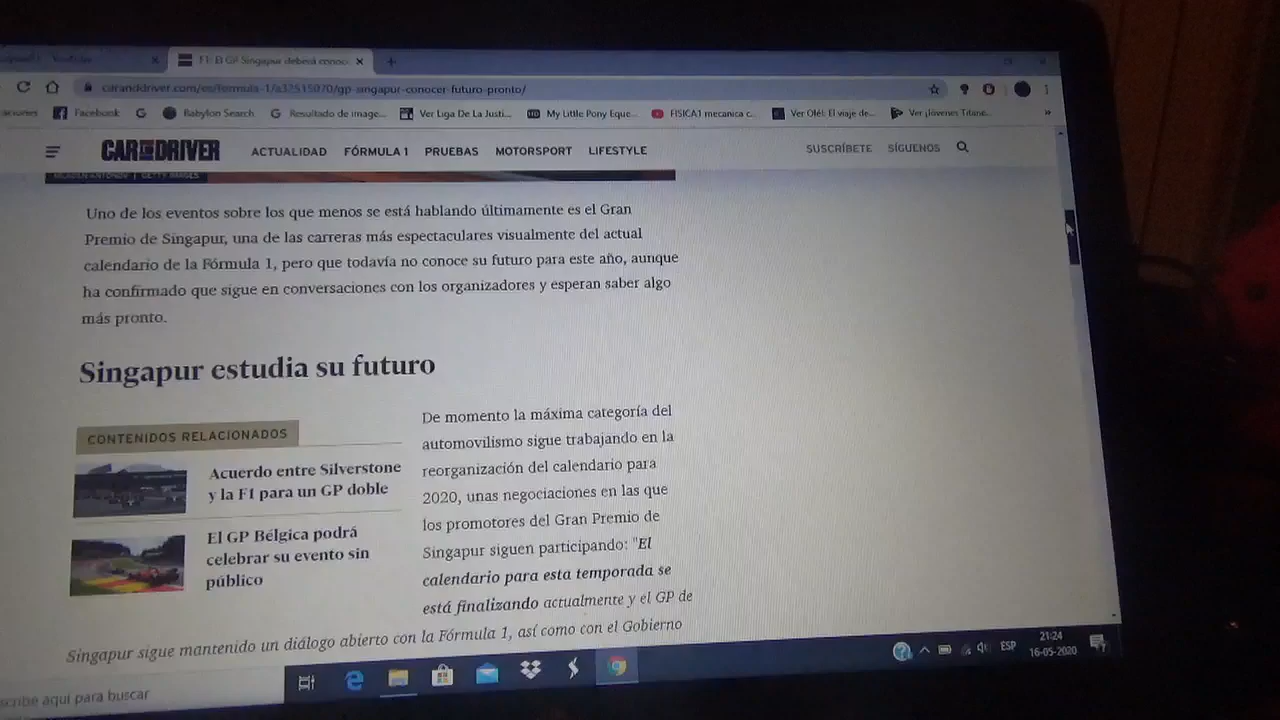 F1: El GP Singapur deberá conoc
caranddriver.com/es/formula-1/a32515070/gp-singapur-conocer-futuro-pronto/
Facebook
Babylon Search
Resultado de image...
Ver Liga De La Justi...
My Little Pony Eque...
FISICA1 mecanica c...
Ver Olé!. El viaje de...
Ver ¡Jóvenes Titane...
»
CAR AND DRIVER
ACTUALIDAD
FÓRMULA 1
PRUEBAS
MOTORSPORT
LIFESTYLE
SUSCRÍBETE
SÍGUENOS
GETTY IMAGES
Uno de los eventos sobre los que menos se está hablando últimamente es el Gran
Premio de Singapur, una de las carreras más espectaculares visualmente del actual
calendario de la Fórmula 1, pero que todavía no conoce su futuro para este año, aunque
ha confirmado que sigue en conversaciones con los organizadores y esperan saber algo
más pronto.
Singapur estudia su futuro
CONTENIDOS RELACIONADOS
Acuerdo entre Silverstone
y la F1 para un GP doble
El GP Bélgica podrá
celebrar su evento sin
público
De momento la máxima categoría del
automovilismo sigue trabajando en la
reorganización del calendario para
2020, unas negociaciones en las que
los promotores del Gran Premio de
Singapur siguen participando: "El
calendario para esta temporada se
está finalizando actualmente y el GP de
Singapur sigue mantenido un diálogo abierto con la Fórmula 1, así como con el Gobierno
scribe aquí para buscar
ESP
21:24
16-05-2020